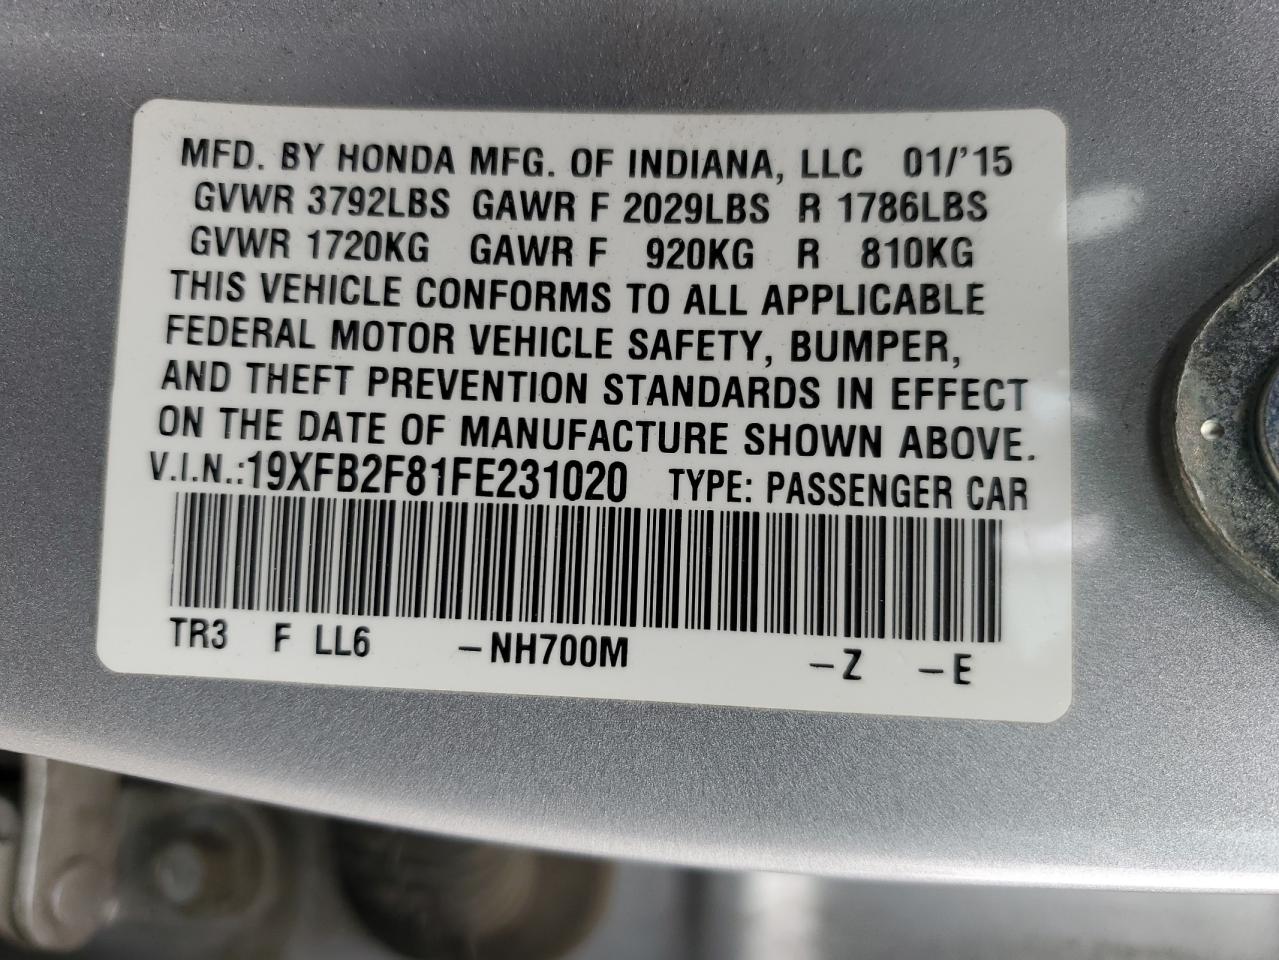 MFD. BY HONDA MFG. OF INDIANA, LLC 01/'15
GVWR 3792LBS GAWR F 2029LBS R 1786LBS
GVWR 1720KG GAWR F 920KG R 810KG
THIS VEHICLE CONFORMS TO ALL APPLICABLE
FEDERAL MOTOR VEHICLE SAFETY, BUMPER,
AND THEFT PREVENTION STANDARDS IN EFFECT
ON THE DATE OF MANUFACTURE SHOWN ABOVE.
V.I.N.:19XFB2F81FE231020 TYPE: PASSENGER CAR
TR3 F LL6 –NH700M –Z –E